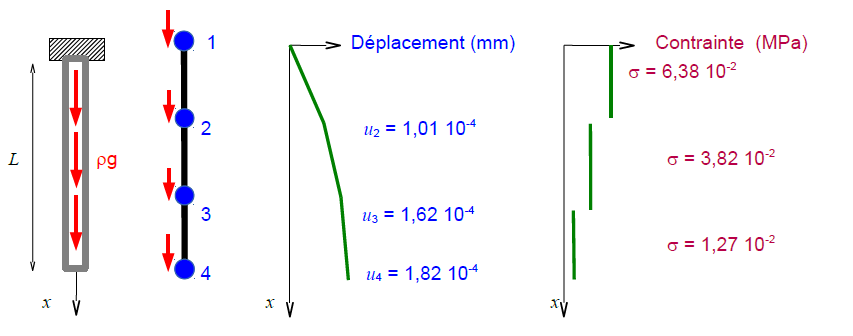 Déplacement (mm)
Contrainte (MPa)
1
σ = 6,38 10-2
2
u2 = 1,01 10-4
L
ρg
σ = 3,82 10-2
3
u3 = 1,62 10-4
σ = 1,27 10-2
4
u4 = 1,82 10-4
x
x
x